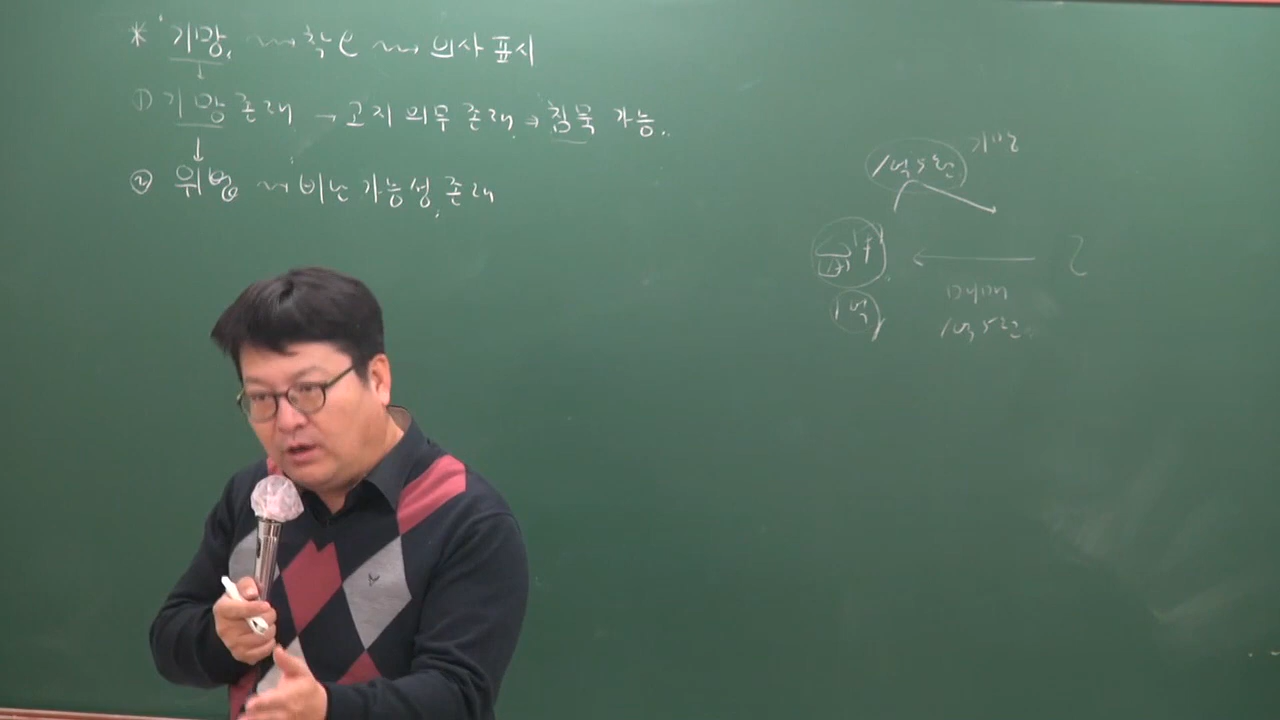 * 기망 → 착오 → 의사표시
① 기망 존재 → 고지의무 존재 → 침묵 가능.
② 위법 → 비난 가능성 존재
1억 5천
1억
매매
1억 5천